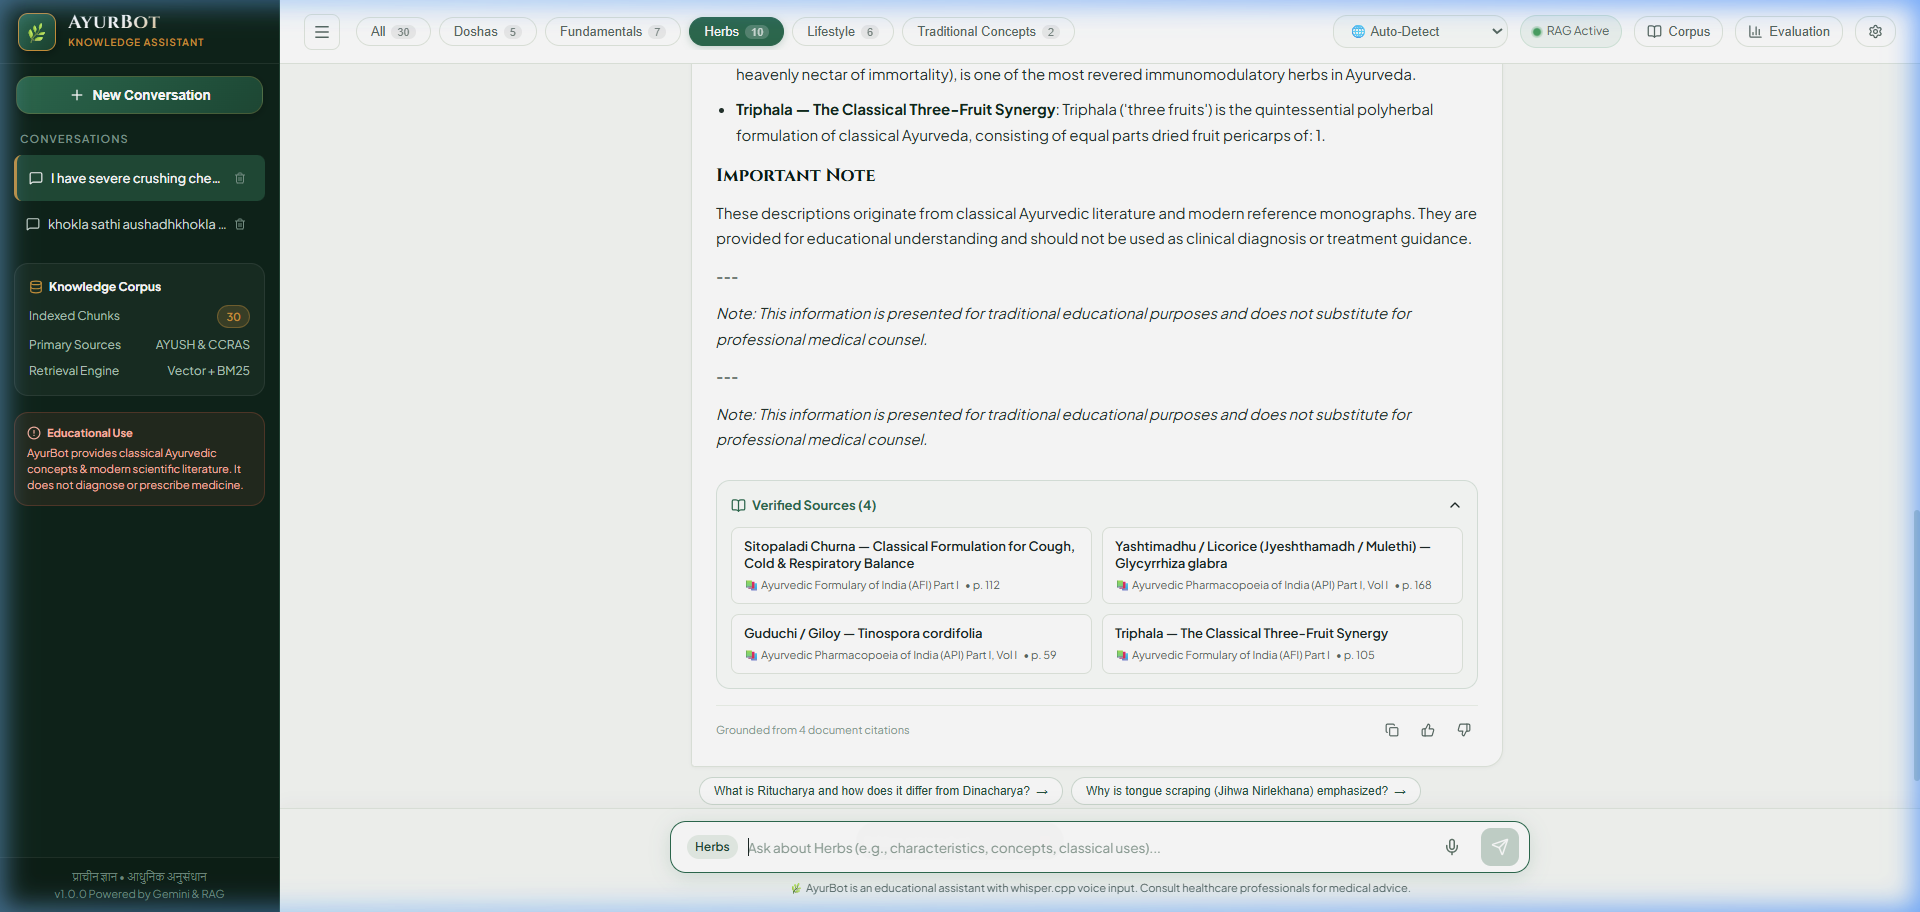 AYURBOT
KNOWLEDGE ASSISTANT
New Conversation
CONVERSATIONS
I have severe crushing che...
khokla sathi aushadhkhokla ...
Knowledge Corpus
Indexed Chunks 30
Primary Sources AYUSH & CCRAS
Retrieval Engine Vector + BM25
Educational Use
AyurBot provides classical Ayurvedic
concepts & modern scientific literature. It
does not diagnose or prescribe medicine.
प्राचीन ज्ञान • आधुनिक अनुसंधान
v1.0.0 Powered by Gemini & RAG
All 30 Doshas 5 Fundamentals 7 Herbs 10 Lifestyle 6 Traditional Concepts 2 Auto-Detect RAG Active Corpus Evaluation
heavenly nectar of immortality), is one of the most revered immunomodulatory herbs in Ayurveda.
• Triphala — The Classical Three-Fruit Synergy: Triphala ('three fruits') is the quintessential polyherbal
formulation of classical Ayurveda, consisting of equal parts dried fruit pericarps of: 1.
IMPORTANT NOTE
These descriptions originate from classical Ayurvedic literature and modern reference monographs. They are
provided for educational understanding and should not be used as clinical diagnosis or treatment guidance.
---
Note: This information is presented for traditional educational purposes and does not substitute for
professional medical counsel.
---
Note: This information is presented for traditional educational purposes and does not substitute for
professional medical counsel.
Verified Sources (4)
Sitopaladi Churna — Classical Formulation for Cough,
Cold & Respiratory Balance
Ayurvedic Formulary of India (AFI) Part I • p. 112
Yashtimadhu / Licorice (Jyeshthamadh / Mulethi) —
Glycyrrhiza glabra
Ayurvedic Pharmacopoeia of India (API) Part I, Vol I • p. 168
Guduchi / Giloy — Tinospora cordifolia
Ayurvedic Pharmacopoeia of India (API) Part I, Vol I • p. 59
Triphala — The Classical Three-Fruit Synergy
Ayurvedic Formulary of India (AFI) Part I • p. 105
Grounded from 4 document citations
What is Ritucharya and how does it differ from Dinacharya? →
Why is tongue scraping (Jihwa Nirlekhana) emphasized? →
Herbs Ask about Herbs (e.g., characteristics, concepts, classical uses)...
AyurBot is an educational assistant with whisper.cpp voice input. Consult healthcare professionals for medical advice.